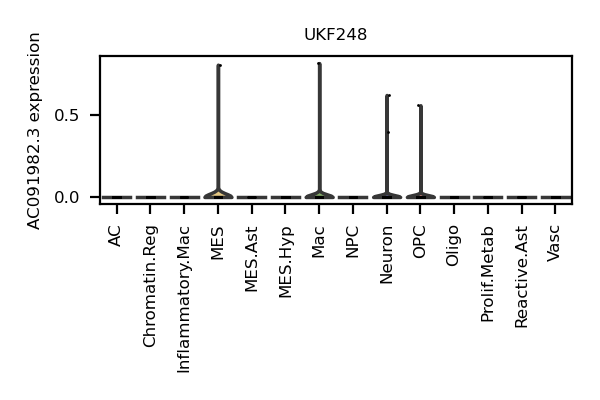 UKF248
AC091982.3 expression
0.5
0.0
AC
Chromatin.Reg
Inflammatory.Mac
MES
MES.Ast
MES.Hyp
Mac
NPC
Neuron
OPC
Oligo
Prolif.Metab
Reactive.Ast
Vasc